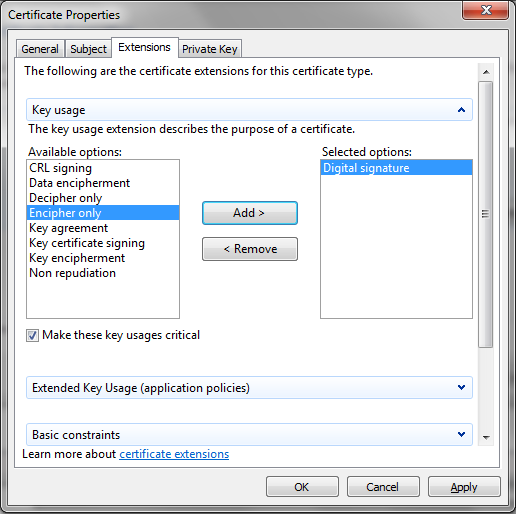 Certificate Properties
General Subject Extensions Private Key
The following are the certificate extensions for this certificate type.
Key usage
The key usage extension describes the purpose of a certificate.
Available options: Selected options:
CRL signing
Data encipherment
Decipher only
Encipher only
Key agreement
Key certificate signing
Key encipherment
Non repudiation
Add >
< Remove
Digital signature
Make these key usages critical
Extended Key Usage (application policies)
Basic constraints
Learn more about certificate extensions
OK Cancel Apply